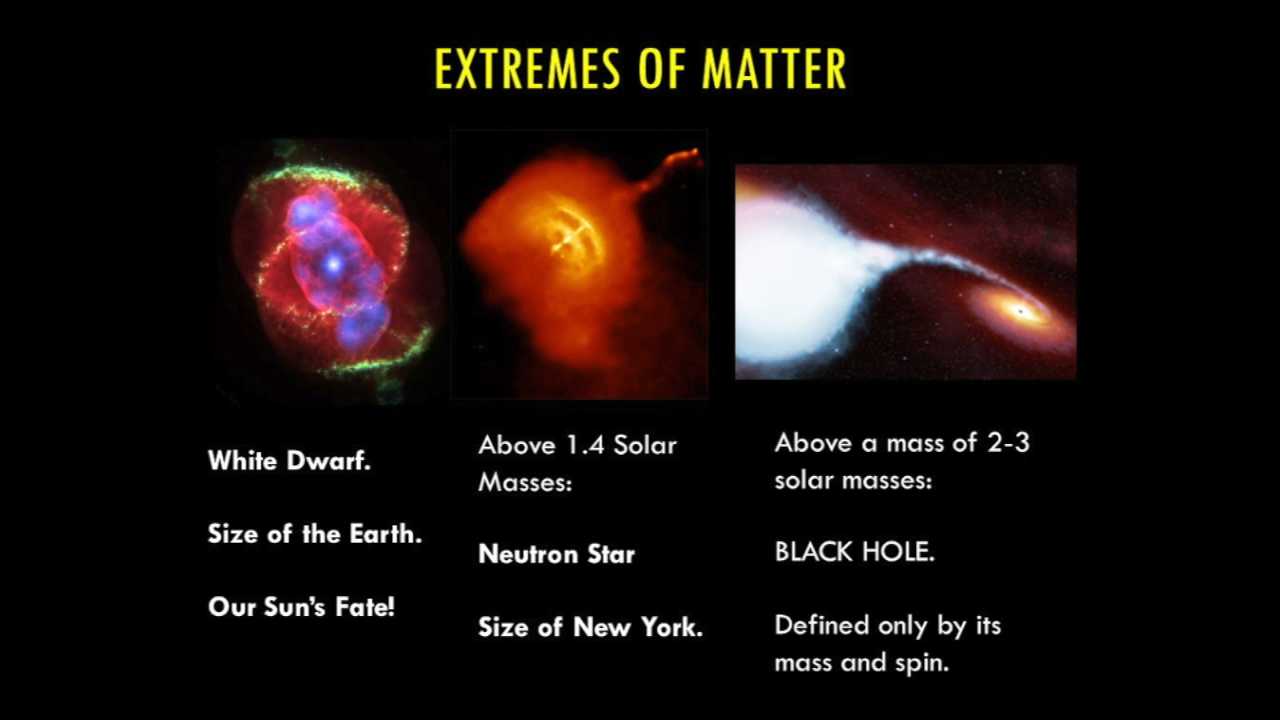 EXTREMES OF MATTER
White Dwarf.
Size of the Earth.
Our Sun's Fate!
Above 1.4 Solar
Masses:
Neutron Star
Size of New York.
Above a mass of 2-3
solar masses:
BLACK HOLE.
Defined only by its
mass and spin.